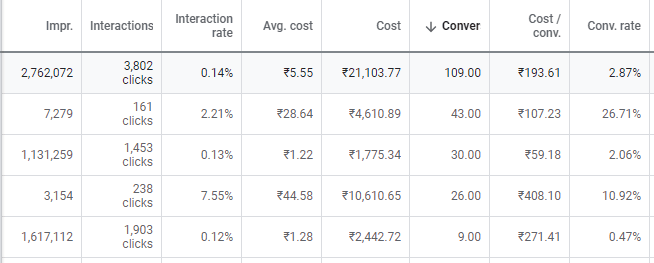 Impr. Interactions Interaction rate Avg. cost Cost ↓ Conver Cost / conv. Conv. rate
2,762,072 3,802 clicks 0.14% ₹5.55 ₹21,103.77 109.00 ₹193.61 2.87%
7,279 161 clicks 2.21% ₹28.64 ₹4,610.89 43.00 ₹107.23 26.71%
1,131,259 1,453 clicks 0.13% ₹1.22 ₹1,775.34 30.00 ₹59.18 2.06%
3,154 238 clicks 7.55% ₹44.58 ₹10,610.65 26.00 ₹408.10 10.92%
1,617,112 1,903 clicks 0.12% ₹1.28 ₹2,442.72 9.00 ₹271.41 0.47%